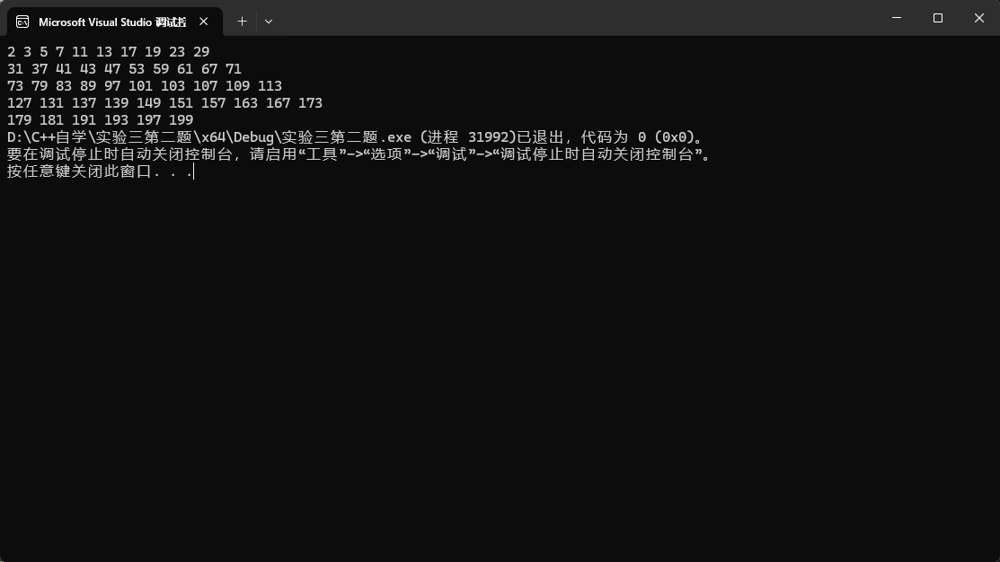 Microsoft Visual Studio 调试控
2 3 5 7 11 13 17 19 23 29
31 37 41 43 47 53 59 61 67 71
73 79 83 89 97 101 103 107 109 113
127 131 137 139 149 151 157 163 167 173
179 181 191 193 197 199
D:\C++自学\实验三第二题\x64\Debug\实验三第二题.exe (进程 31992)已退出，代码为 0 (0x0)。
要在调试停止时自动关闭控制台，请启用“工具”->“选项”->“调试”->“调试停止时自动关闭控制台”。
按任意键关闭此窗口. . .